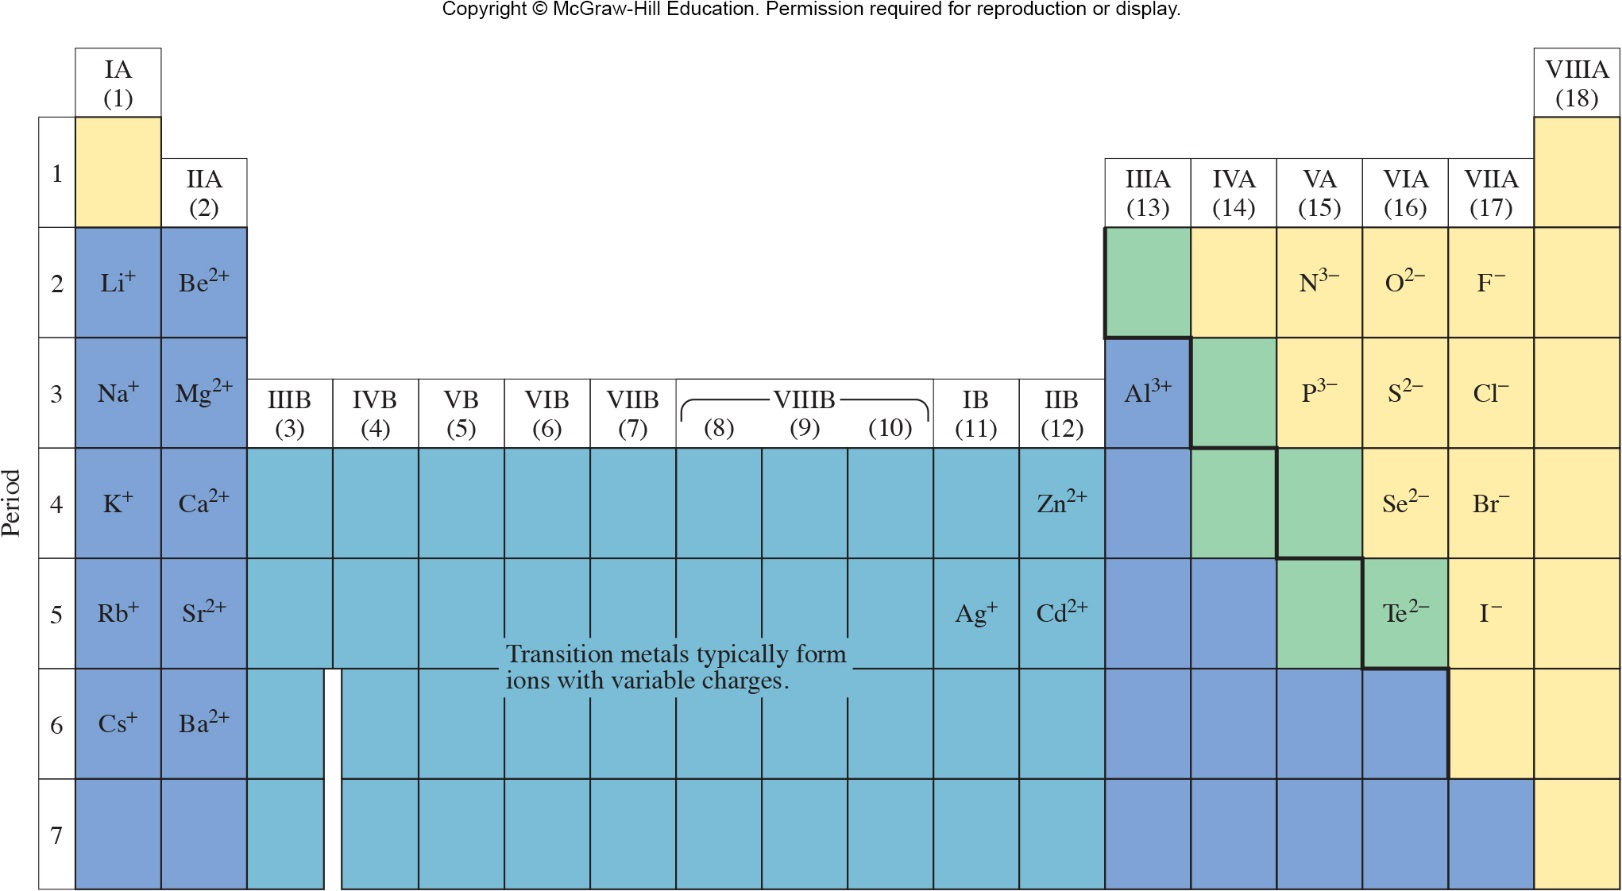 Copyright © McGraw-Hill Education. Permission required for reproduction or display.
IA
(1)
VIIIA
(18)
1
IIA
(2)
IIIA
(13)
IVA
(14)
VA
(15)
VIA
(16)
VIIA
(17)
2
Li⁺ Be²⁺ N³⁻ O²⁻ F⁻
3
Na⁺ Mg²⁺
IIIB
(3)
IVB
(4)
VB
(5)
VIB
(6)
VIIB
(7)
VIIIB
(8) (9) (10)
IB
(11)
IIB
(12)
Al³⁺ P³⁻ S²⁻ Cl⁻
Period
4
K⁺ Ca²⁺ Zn²⁺ Se²⁻ Br⁻
5
Rb⁺ Sr²⁺ Ag⁺ Cd²⁺ Te²⁻ I⁻
Transition metals typically form
ions with variable charges.
6
Cs⁺ Ba²⁺
7